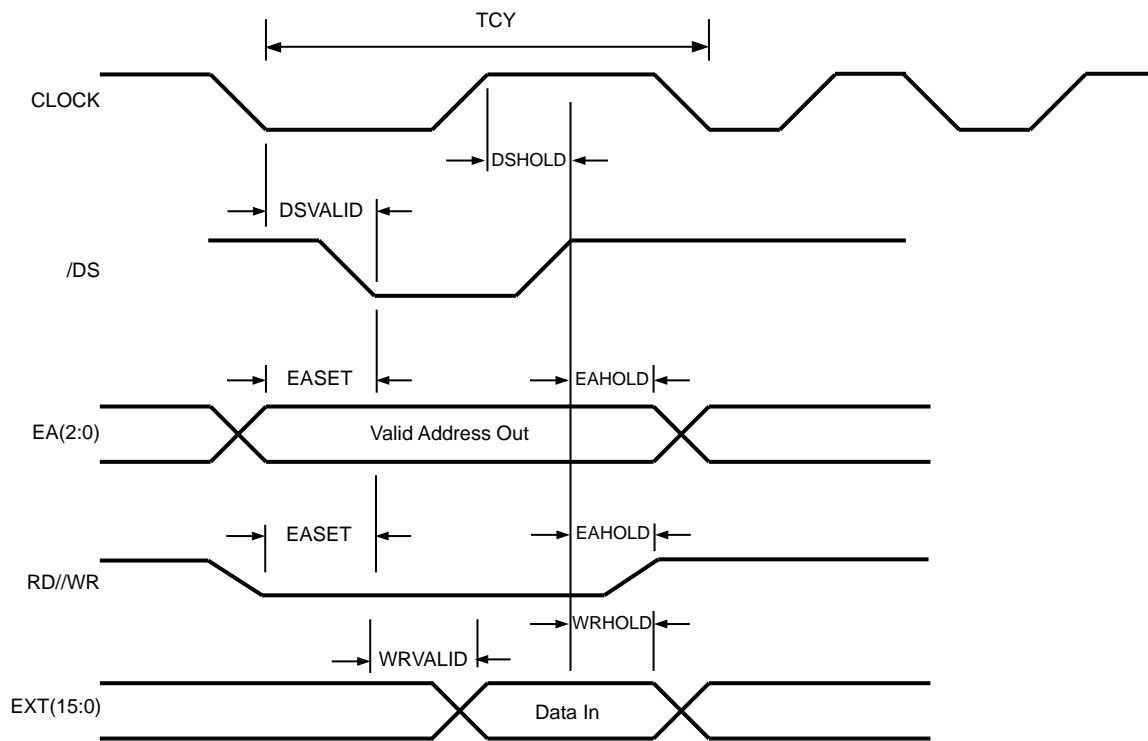 TCY
CLOCK
DSHOLD
DSVALID
/DS
EASET
EAHOLD
EA(2:0)
Valid Address Out
EASET
EAHOLD
RD//WR
WRHOLD
WRVALID
EXT(15:0)
Data In